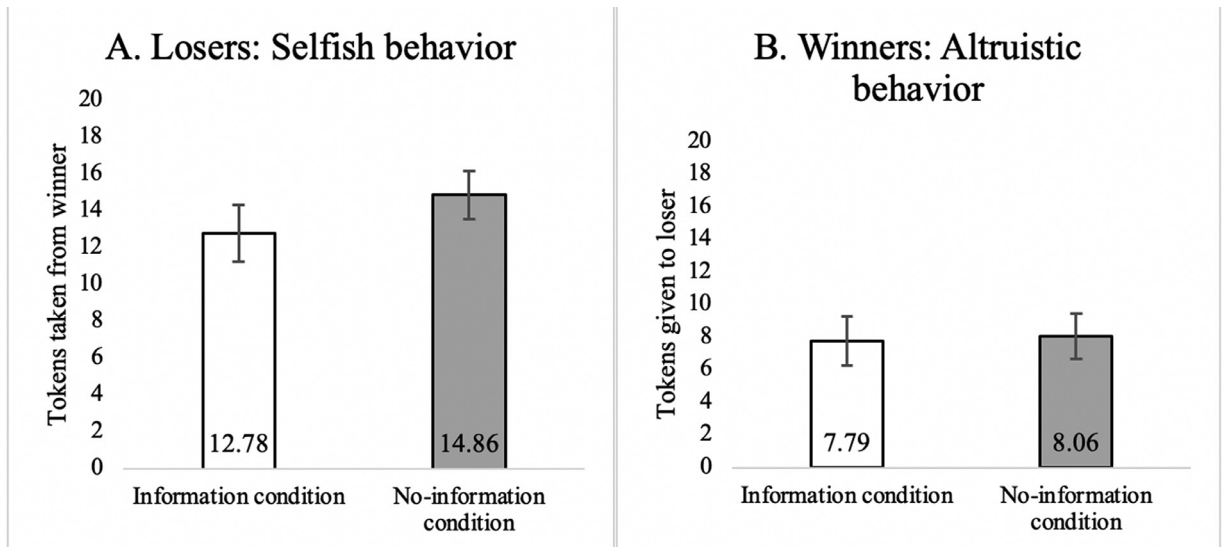 A. Losers: Selfish behavior
Tokens taken from winner
20
18
16
14
12
10
8
6
4
2
0
12.78
14.86
Information condition
No-information
condition
B. Winners: Altruistic
behavior
Tokens given to loser
20
18
16
14
12
10
8
6
4
2
0
7.79
8.06
Information condition
No-information
condition